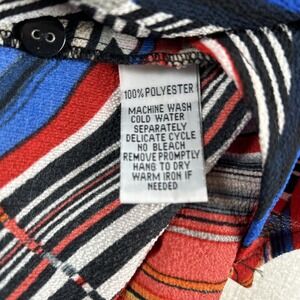 100% POLYESTER
MACHINE WASH
COLD WATER
SEPARATELY
DELICATE CYCLE
NO BLEACH
REMOVE PROMPTLY
HANG TO DRY
WARM IRON IF
NEEDED